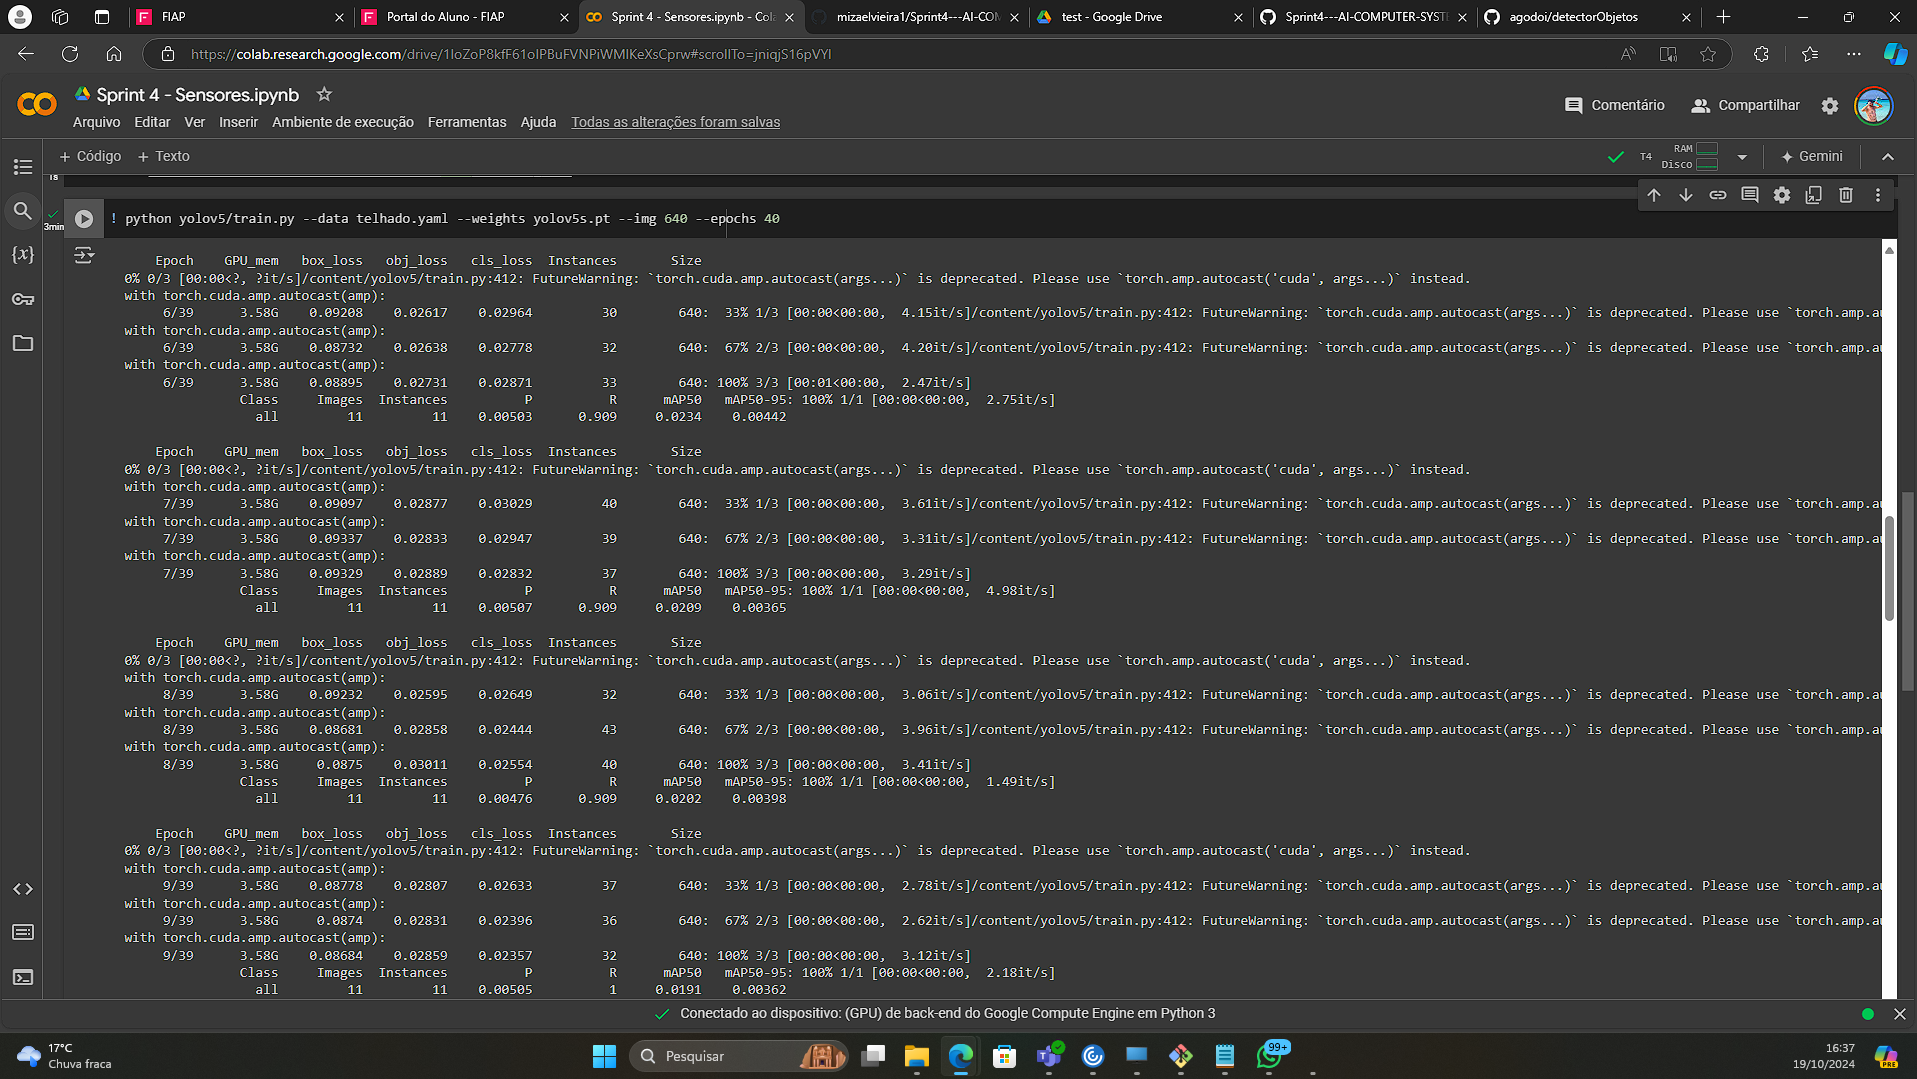 FIAP
Portal do Aluno - FIAP
Sprint 4 - Sensores.ipynb - Cola
mizaelvieira1/Sprint4---AI-COM
test - Google Drive
Sprint4---AI-COMPUTER-SYSTE
agodoi/detectorObjetos
https://colab.research.google.com/drive/1IoZoP8kfF61oIPBuFVNPiWMIKeXsCprw#scrollTo=jniqjS16pVYI
Sprint 4 - Sensores.ipynb
Comentário
Compartilhar
Arquivo Editar Ver Inserir Ambiente de execução Ferramentas Ajuda Todas as alterações foram salvas
+ Código + Texto
T4
RAM
Disco
Gemini
1s
3min
! python yolov5/train.py --data telhado.yaml --weights yolov5s.pt --img 640 --epochs 40
Epoch GPU_mem box_loss obj_loss cls_loss Instances Size
0% 0/3 [00:00<?, ?it/s]/content/yolov5/train.py:412: FutureWarning: `torch.cuda.amp.autocast(args...)` is deprecated. Please use `torch.amp.autocast('cuda', args...)` instead.
with torch.cuda.amp.autocast(amp):
6/39 3.58G 0.09208 0.02617 0.02964 30 640: 33% 1/3 [00:00<00:00, 4.15it/s]/content/yolov5/train.py:412: FutureWarning: `torch.cuda.amp.autocast(args...)` is deprecated. Please use `torch.amp.au
with torch.cuda.amp.autocast(amp):
6/39 3.58G 0.08732 0.02638 0.02778 32 640: 67% 2/3 [00:00<00:00, 4.20it/s]/content/yolov5/train.py:412: FutureWarning: `torch.cuda.amp.autocast(args...)` is deprecated. Please use `torch.amp.au
with torch.cuda.amp.autocast(amp):
6/39 3.58G 0.08895 0.02731 0.02871 33 640: 100% 3/3 [00:01<00:00, 2.47it/s]
Class Images Instances P R mAP50 mAP50-95: 100% 1/1 [00:00<00:00, 2.75it/s]
all 11 11 0.00503 0.909 0.0234 0.00442
Epoch GPU_mem box_loss obj_loss cls_loss Instances Size
0% 0/3 [00:00<?, ?it/s]/content/yolov5/train.py:412: FutureWarning: `torch.cuda.amp.autocast(args...)` is deprecated. Please use `torch.amp.autocast('cuda', args...)` instead.
with torch.cuda.amp.autocast(amp):
7/39 3.58G 0.09097 0.02877 0.03029 40 640: 33% 1/3 [00:00<00:00, 3.61it/s]/content/yolov5/train.py:412: FutureWarning: `torch.cuda.amp.autocast(args...)` is deprecated. Please use `torch.amp.au
with torch.cuda.amp.autocast(amp):
7/39 3.58G 0.09337 0.02833 0.02947 39 640: 67% 2/3 [00:00<00:00, 3.31it/s]/content/yolov5/train.py:412: FutureWarning: `torch.cuda.amp.autocast(args...)` is deprecated. Please use `torch.amp.au
with torch.cuda.amp.autocast(amp):
7/39 3.58G 0.09329 0.02889 0.02832 37 640: 100% 3/3 [00:00<00:00, 3.29it/s]
Class Images Instances P R mAP50 mAP50-95: 100% 1/1 [00:00<00:00, 4.98it/s]
all 11 11 0.00507 0.909 0.0209 0.00365
Epoch GPU_mem box_loss obj_loss cls_loss Instances Size
0% 0/3 [00:00<?, ?it/s]/content/yolov5/train.py:412: FutureWarning: `torch.cuda.amp.autocast(args...)` is deprecated. Please use `torch.amp.autocast('cuda', args...)` instead.
with torch.cuda.amp.autocast(amp):
8/39 3.58G 0.09232 0.02595 0.02649 32 640: 33% 1/3 [00:00<00:00, 3.06it/s]/content/yolov5/train.py:412: FutureWarning: `torch.cuda.amp.autocast(args...)` is deprecated. Please use `torch.amp.au
with torch.cuda.amp.autocast(amp):
8/39 3.58G 0.08681 0.02858 0.02444 43 640: 67% 2/3 [00:00<00:00, 3.96it/s]/content/yolov5/train.py:412: FutureWarning: `torch.cuda.amp.autocast(args...)` is deprecated. Please use `torch.amp.au
with torch.cuda.amp.autocast(amp):
8/39 3.58G 0.0875 0.03011 0.02554 40 640: 100% 3/3 [00:00<00:00, 3.41it/s]
Class Images Instances P R mAP50 mAP50-95: 100% 1/1 [00:00<00:00, 1.49it/s]
all 11 11 0.00476 0.909 0.0202 0.00398
Epoch GPU_mem box_loss obj_loss cls_loss Instances Size
0% 0/3 [00:00<?, ?it/s]/content/yolov5/train.py:412: FutureWarning: `torch.cuda.amp.autocast(args...)` is deprecated. Please use `torch.amp.autocast('cuda', args...)` instead.
with torch.cuda.amp.autocast(amp):
9/39 3.58G 0.08778 0.02807 0.02633 37 640: 33% 1/3 [00:00<00:00, 2.78it/s]/content/yolov5/train.py:412: FutureWarning: `torch.cuda.amp.autocast(args...)` is deprecated. Please use `torch.amp.au
with torch.cuda.amp.autocast(amp):
9/39 3.58G 0.0874 0.02831 0.02396 36 640: 67% 2/3 [00:00<00:00, 2.62it/s]/content/yolov5/train.py:412: FutureWarning: `torch.cuda.amp.autocast(args...)` is deprecated. Please use `torch.amp.au
with torch.cuda.amp.autocast(amp):
9/39 3.58G 0.08684 0.02859 0.02357 32 640: 100% 3/3 [00:00<00:00, 3.12it/s]
Class Images Instances P R mAP50 mAP50-95: 100% 1/1 [00:00<00:00, 2.18it/s]
all 11 11 0.00505 1 0.0191 0.00362
Conectado ao dispositivo: (GPU) de back-end do Google Compute Engine em Python 3
17°C
Chuva fraca
Pesquisar
99+
16:37
19/10/2024
PRE